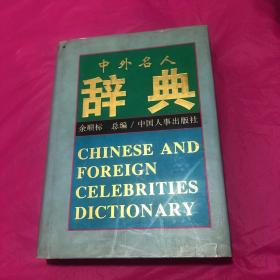 中外名人
辞典
余顺标 总编/中国人事出版社
CHINESE AND
FOREIGN
CELEBRITIES
DICTIONARY